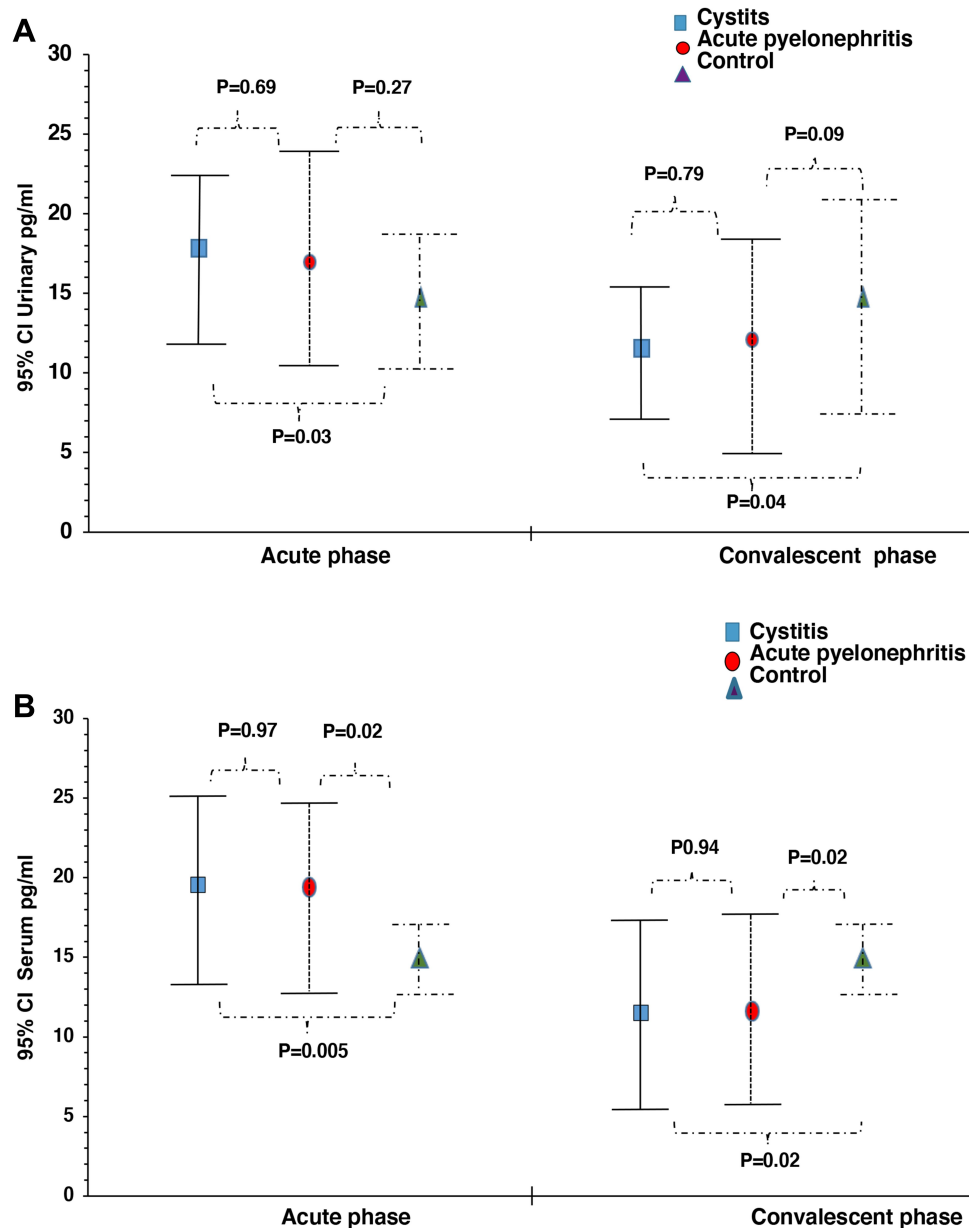 A
Cystits
Acute pyelonephritis
Control
30
25
20
15
10
5
0
95% CI Urinary pg/ml
P=0.69
P=0.27
P=0.03
P=0.79
P=0.09
P=0.04
Acute phase
Convalescent phase
B
Cystitis
Acute pyelonephritis
Control
30
25
20
15
10
5
0
95% CI Serum pg/ml
P=0.97
P=0.02
P=0.005
P0.94
P=0.02
P=0.02
Acute phase
Convalescent phase